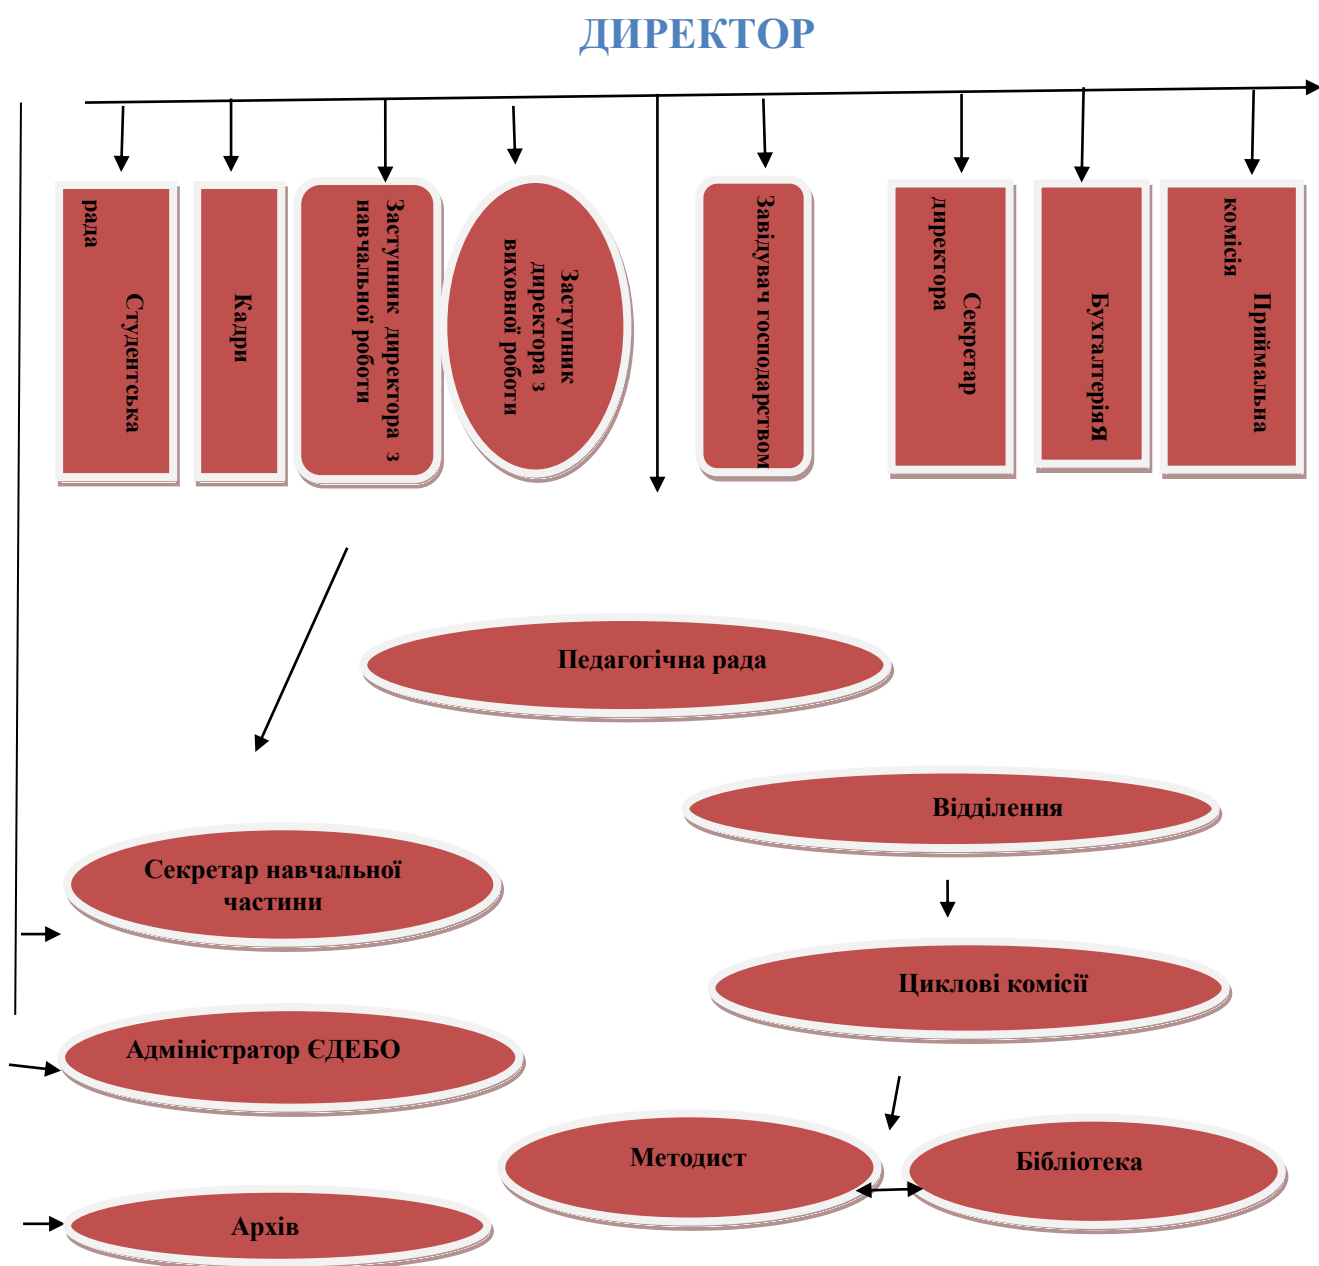 ДИРЕКТОР
Студентська
рада
Кадри
Заступник директора з
навчальної роботи
Заступник
директора з
виховної роботи
Завідувач господарством
Секретар
директора
Бухгалтеріяя
Приймальна
комісія
Педагогічна рада
Відділення
Секретар навчальної
частини
Циклові комісії
Адміністратор ЄДЕБО
Методист
Бібліотека
Архів